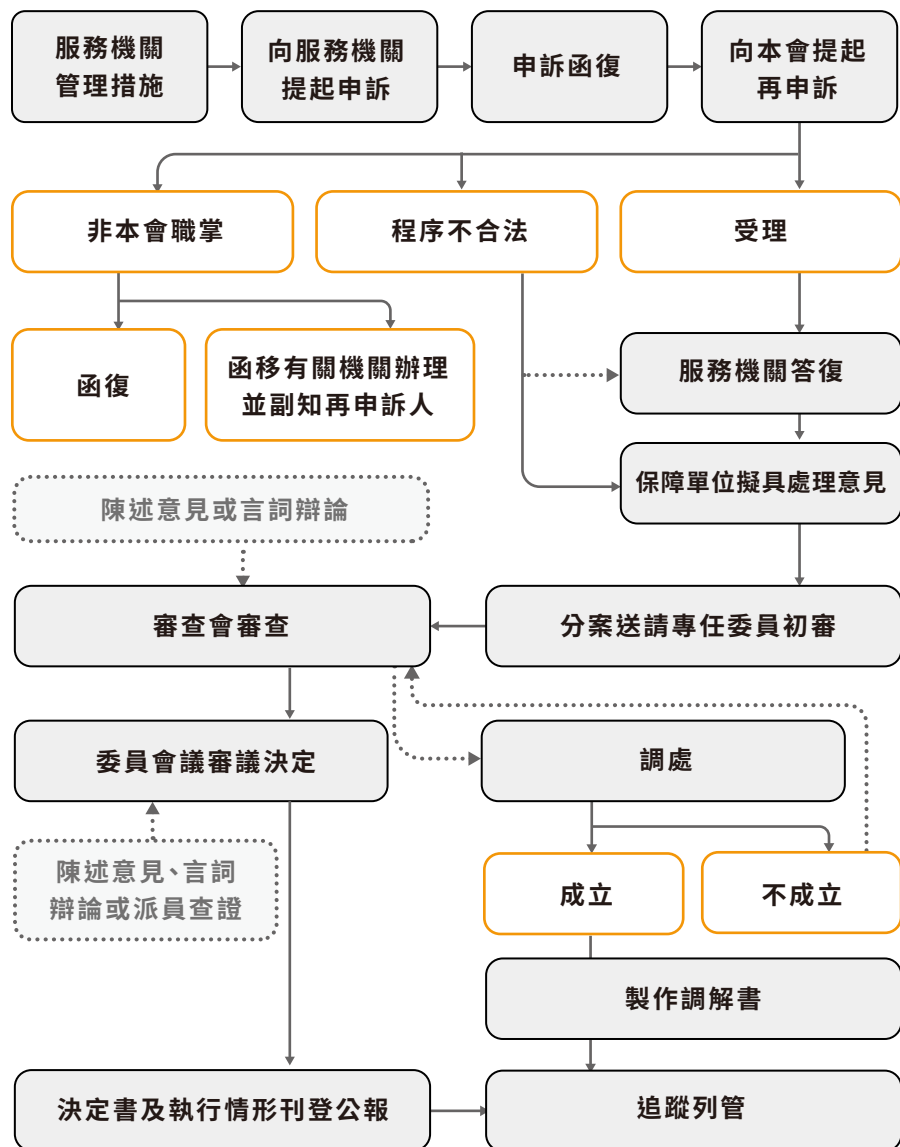 服務機關
管理措施
向服務機關
提起申訴
申訴函復
向本會提起
再申訴
非本會職掌
程序不合法
受理
函復
函移有關機關辦理
並副知再申訴人
服務機關答復
保障單位擬具處理意見
陳述意見或言詞辯論
審查會審查
分案送請專任委員初審
委員會議審議決定
調處
陳述意見、言詞
辯論或派員查證
成立
不成立
製作調解書
決定書及執行情形刊登公報
追蹤列管